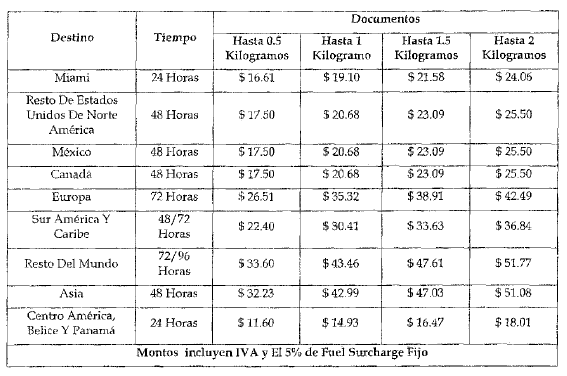 Documentos
Destino Tiempo Hasta 0.5 Kilogramos Hasta 1 Kilogramo Hasta 1.5 Kilogramos Hasta 2 Kilogramos
Miami 24 Horas $ 16.61 $ 19.10 $ 21.58 $ 24.06
Resto De Estados Unidos De Norte América 48 Horas $ 17.50 $ 20.68 $ 23.09 $ 25.50
México 48 Horas $ 17.50 $ 20.68 $ 23.09 $ 25.50
Canadá 48 Horas $ 17.50 $ 20.68 $ 23.09 $ 25.50
Europa 72 Horas $ 26.51 $ 35.32 $ 38.91 $ 42.49
Sur América Y Caribe 48/72 Horas $ 22.40 $ 30.41 $ 33.63 $ 36.84
Resto Del Mundo 72/96 Horas $ 33.60 $ 43.46 $ 47.61 $ 51.77
Asia 48 Horas $ 32.23 $ 42.99 $ 47.03 $ 51.08
Centro América, Belice Y Panamá 24 Horas $ 11.60 $ 14.93 $ 16.47 $ 18.01
Montos incluyen IVA y El 5% de Fuel Surcharge Fijo